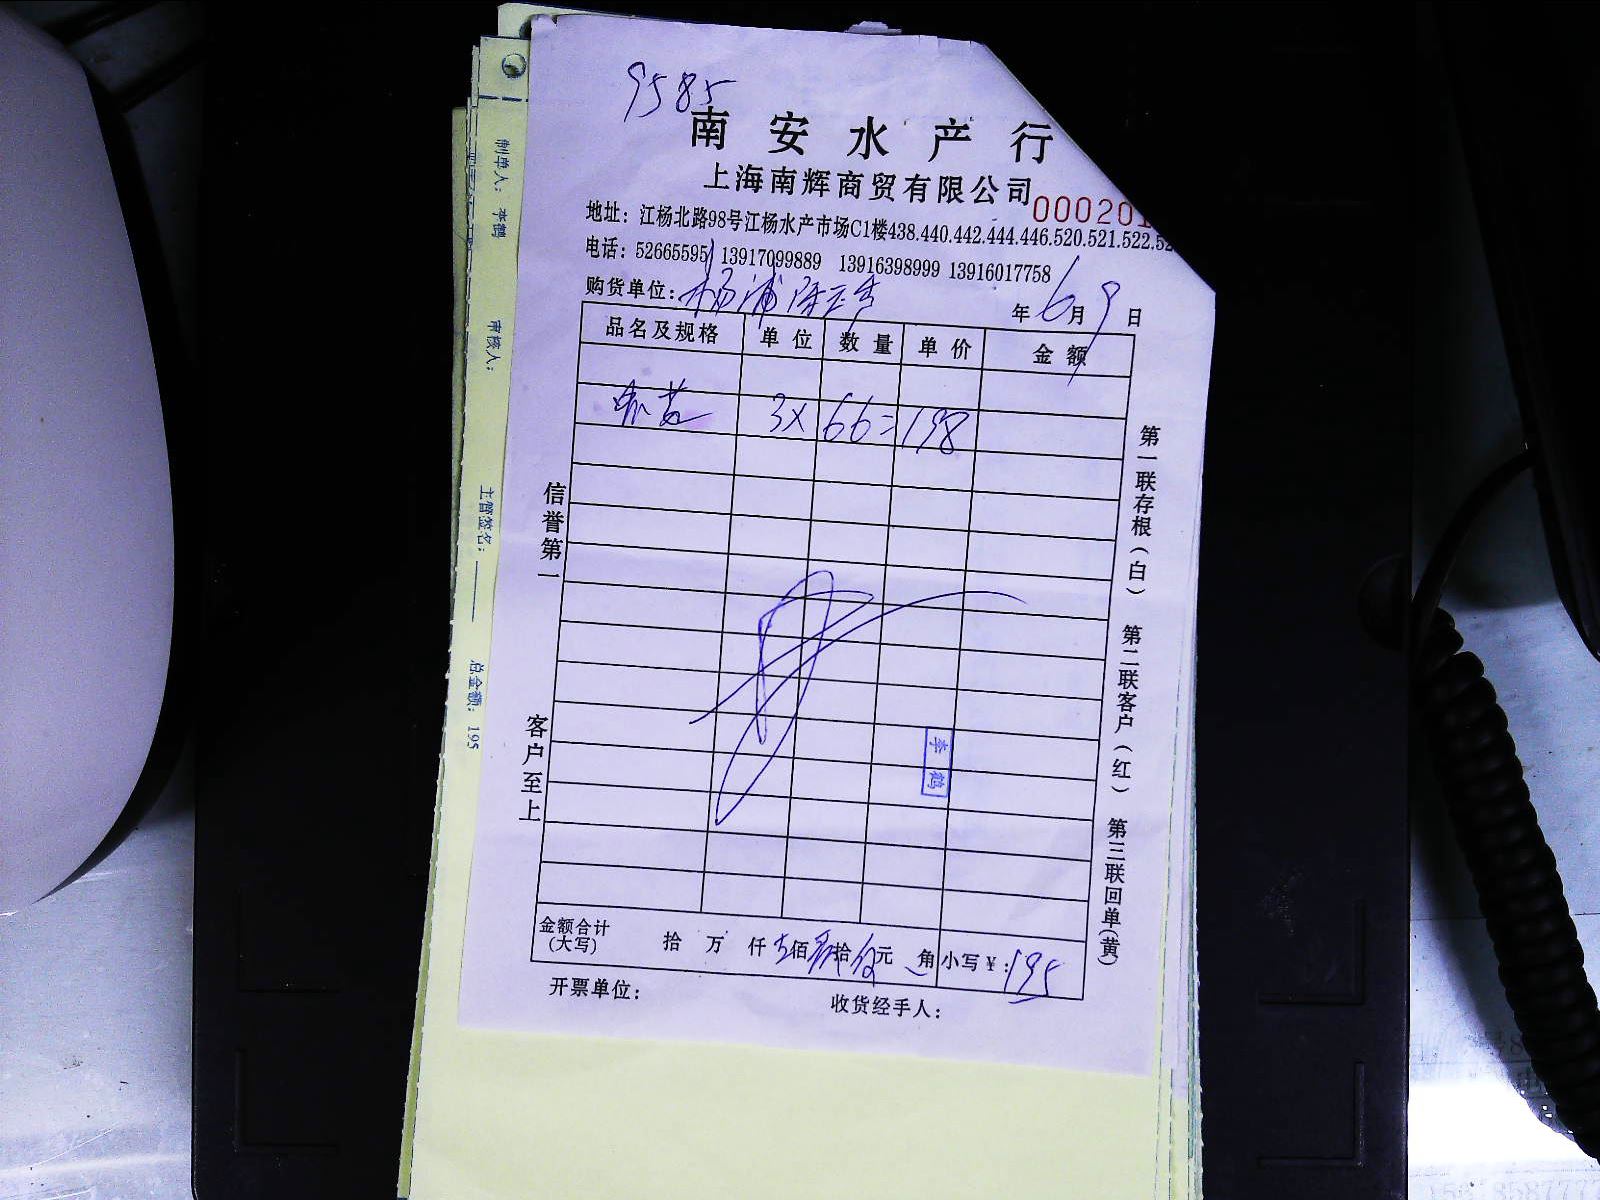 9585
南安水产行
上海南辉商贸有限公司
000201
地址：江杨北路98号江杨水产市场C1楼438.440.442.444.446.520.521.522.52
电话：52665595 13917099889 13916398999 13916017758
购货单位：杨浦
年6月9日
品名及规格 单位 数量 单价 金额
3X 66=198
信誉第一
客户至上
第一联存根(白)
第二联客户(红)
第三联回单(黄)
李鹤
金额合计(大写) 拾 万 仟 佰 拾 元 角 小写¥：195
开票单位：
收货经手人：
制单人：李鹤
审核人：
主管签名：
总金额：195